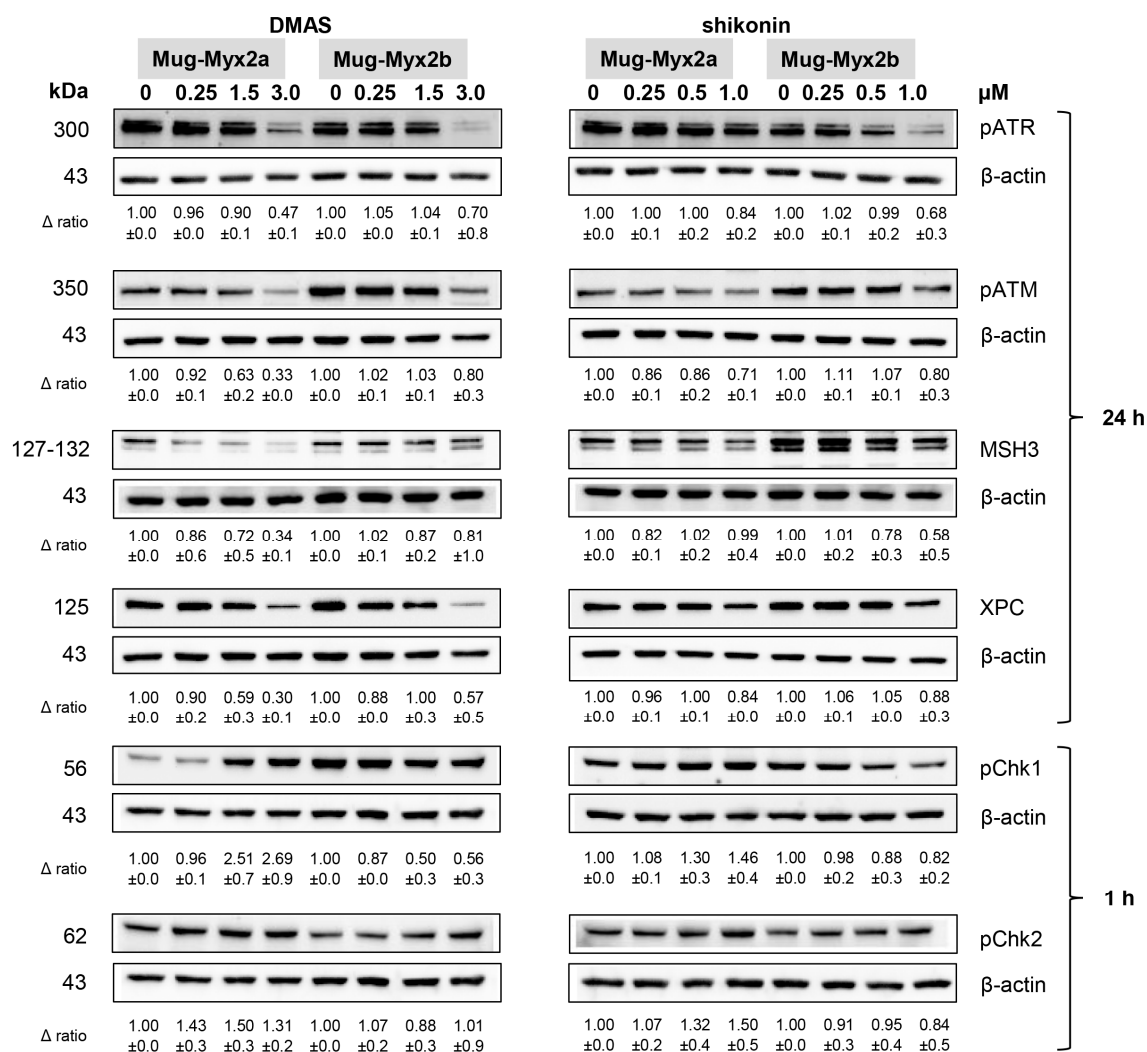 DMAS shikonin
Mug-Myx2a Mug-Myx2b Mug-Myx2a Mug-Myx2b
kDa 0 0.25 1.5 3.0 0 0.25 1.5 3.0 0 0.25 0.5 1.0 0 0.25 0.5 1.0 µM
300 pATR
43 β-actin
Δ ratio 1.00 0.96 0.90 0.47 1.00 1.05 1.04 0.70 1.00 1.00 1.00 0.84 1.00 1.02 0.99 0.68
±0.0 ±0.0 ±0.1 ±0.1 ±0.0 ±0.0 ±0.1 ±0.8 ±0.0 ±0.1 ±0.2 ±0.2 ±0.0 ±0.1 ±0.2 ±0.3
350 pATM
43 β-actin
Δ ratio 1.00 0.92 0.63 0.33 1.00 1.02 1.03 0.80 1.00 0.86 0.86 0.71 1.00 1.11 1.07 0.80
±0.0 ±0.1 ±0.2 ±0.0 ±0.0 ±0.1 ±0.1 ±0.3 ±0.0 ±0.1 ±0.2 ±0.1 ±0.0 ±0.1 ±0.1 ±0.3
24 h
127-132 MSH3
43 β-actin
Δ ratio 1.00 0.86 0.72 0.34 1.00 1.02 0.87 0.81 1.00 0.82 1.02 0.99 1.00 1.01 0.78 0.58
±0.0 ±0.6 ±0.5 ±0.1 ±0.0 ±0.1 ±0.2 ±1.0 ±0.0 ±0.1 ±0.2 ±0.4 ±0.0 ±0.2 ±0.3 ±0.5
125 XPC
43 β-actin
Δ ratio 1.00 0.90 0.59 0.30 1.00 0.88 1.00 0.57 1.00 0.96 1.00 0.84 1.00 1.06 1.05 0.88
±0.0 ±0.2 ±0.3 ±0.1 ±0.0 ±0.0 ±0.3 ±0.5 ±0.0 ±0.1 ±0.1 ±0.0 ±0.0 ±0.1 ±0.0 ±0.3
56 pChk1
43 β-actin
Δ ratio 1.00 0.96 2.51 2.69 1.00 0.87 0.50 0.56 1.00 1.08 1.30 1.46 1.00 0.98 0.88 0.82
±0.0 ±0.1 ±0.7 ±0.9 ±0.0 ±0.0 ±0.3 ±0.3 ±0.0 ±0.1 ±0.3 ±0.4 ±0.0 ±0.2 ±0.3 ±0.2
1 h
62 pChk2
43 β-actin
Δ ratio 1.00 1.43 1.50 1.31 1.00 1.07 0.88 1.01 1.00 1.07 1.32 1.50 1.00 0.91 0.95 0.84
±0.0 ±0.3 ±0.3 ±0.2 ±0.0 ±0.2 ±0.3 ±0.9 ±0.0 ±0.2 ±0.4 ±0.5 ±0.0 ±0.3 ±0.4 ±0.5